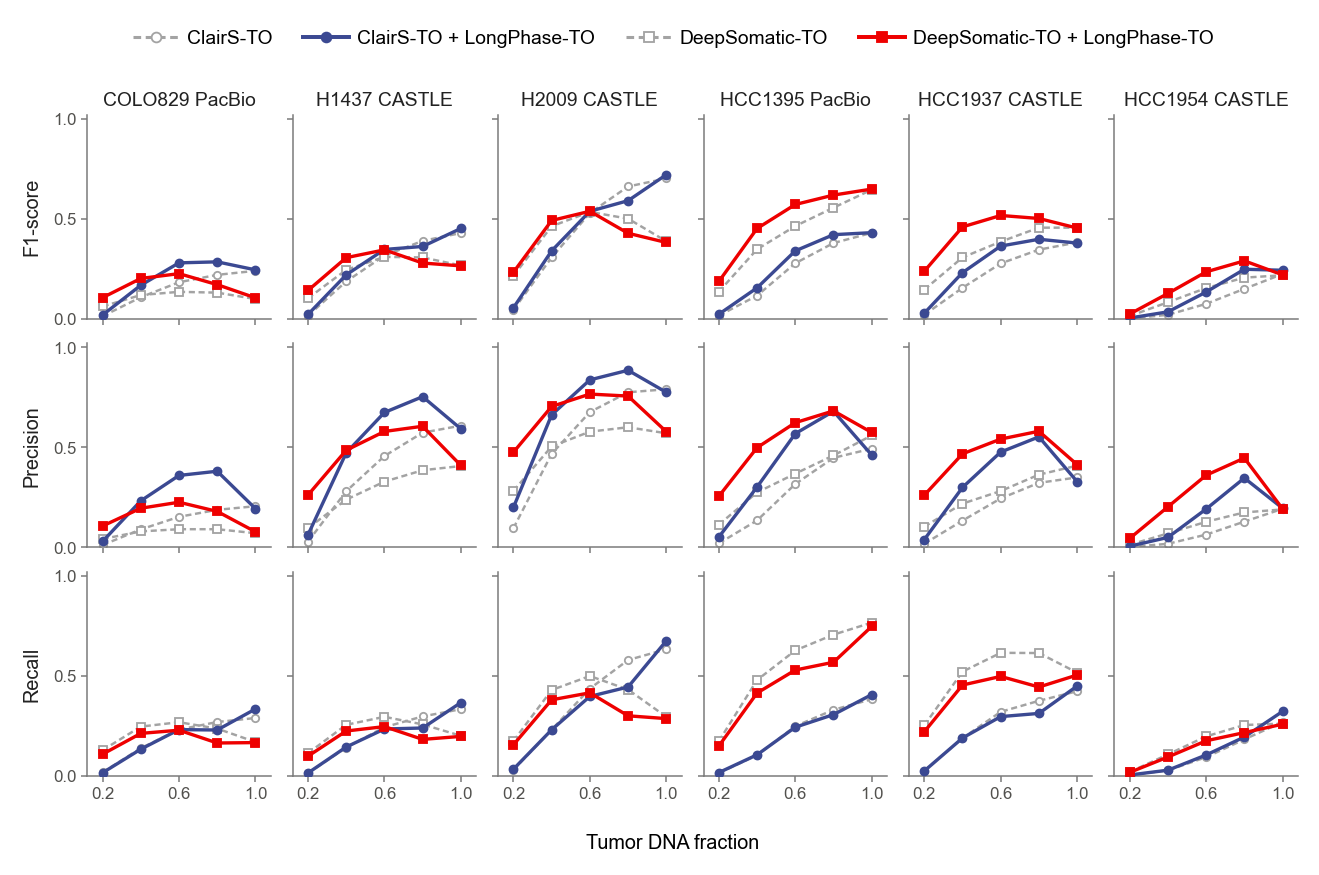 ClairS-TO ClairS-TO + LongPhase-TO DeepSomatic-TO DeepSomatic-TO + LongPhase-TO
COLO829 PacBio H1437 CASTLE H2009 CASTLE HCC1395 PacBio HCC1937 CASTLE HCC1954 CASTLE
F1-score
1.0
0.5
0.0
Precision
1.0
0.5
0.0
Recall
1.0
0.5
0.0
0.2 0.6 1.0 0.2 0.6 1.0 0.2 0.6 1.0 0.2 0.6 1.0 0.2 0.6 1.0 0.2 0.6 1.0
Tumor DNA fraction